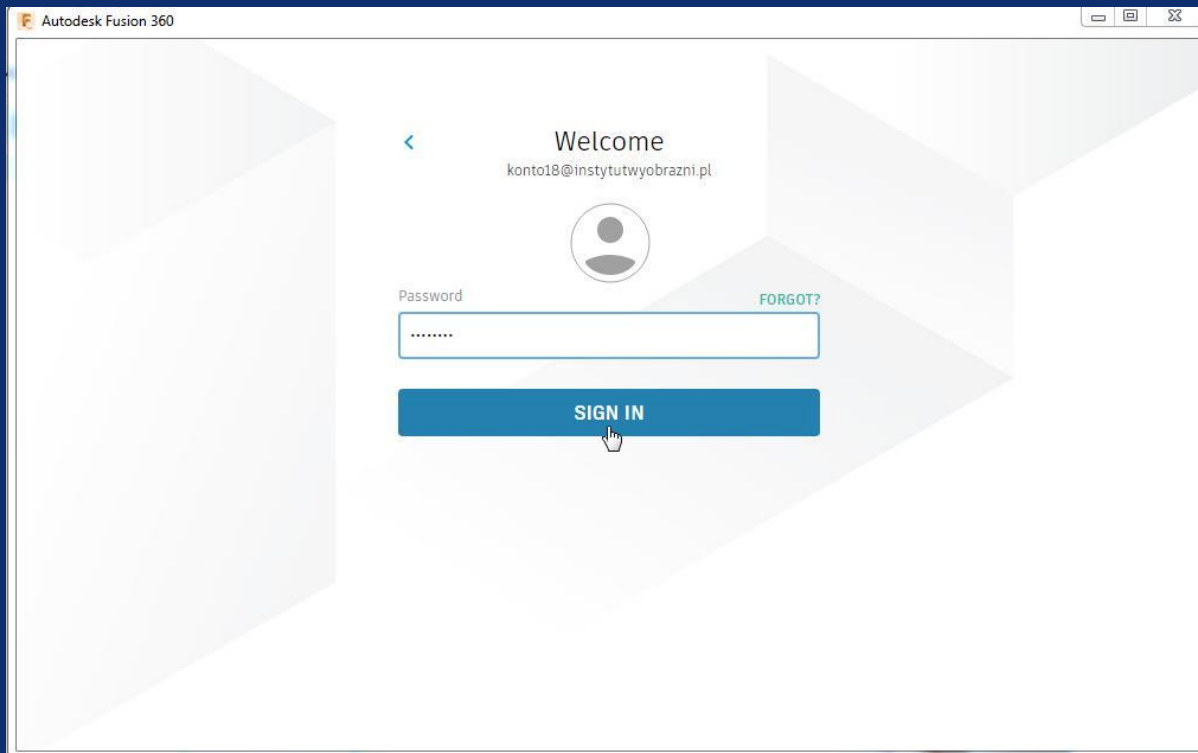 Autodesk Fusion 360
Welcome
konto18@instytutwyobrazni.pl
Password
FORGOT?
••••••••
SIGN IN